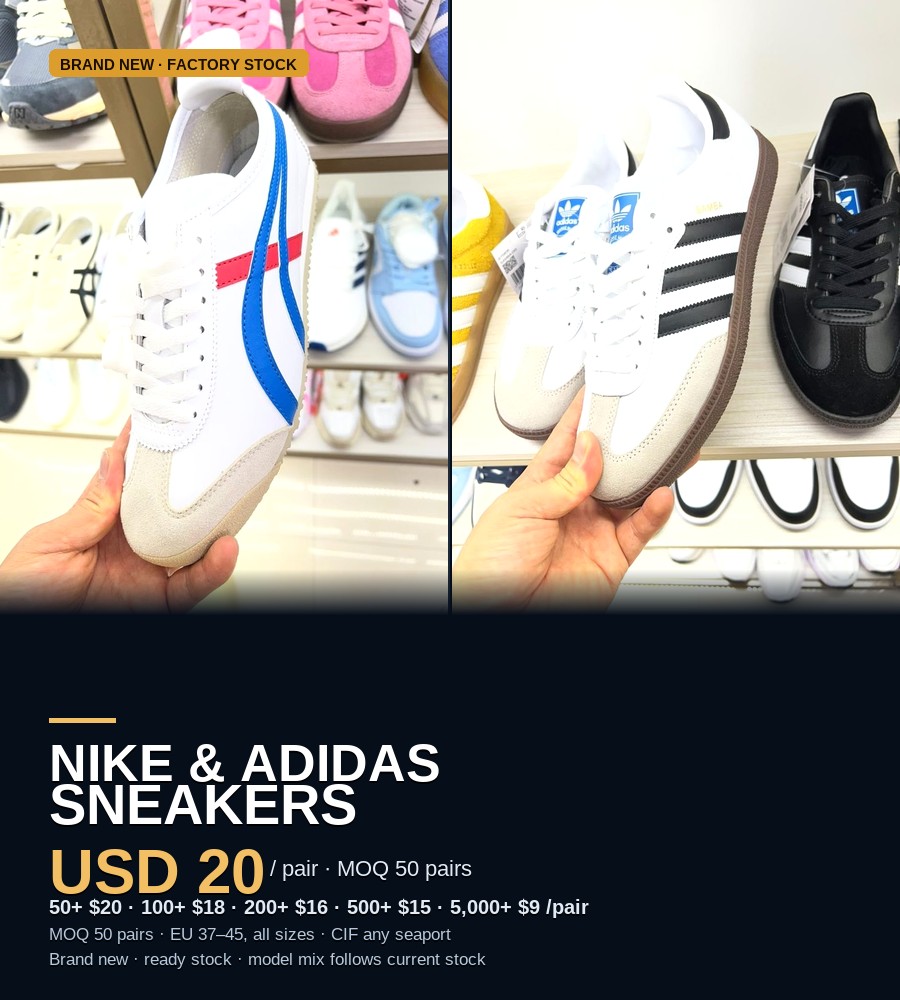 BRAND NEW · FACTORY STOCK
adidas
adidas
SAMBA
NIKE & ADIDAS
SNEAKERS
USD 20 / pair · MOQ 50 pairs
50+ $20 · 100+ $18 · 200+ $16 · 500+ $15 · 5,000+ $9 /pair
MOQ 50 pairs · EU 37–45, all sizes · CIF any seaport
Brand new · ready stock · model mix follows current stock